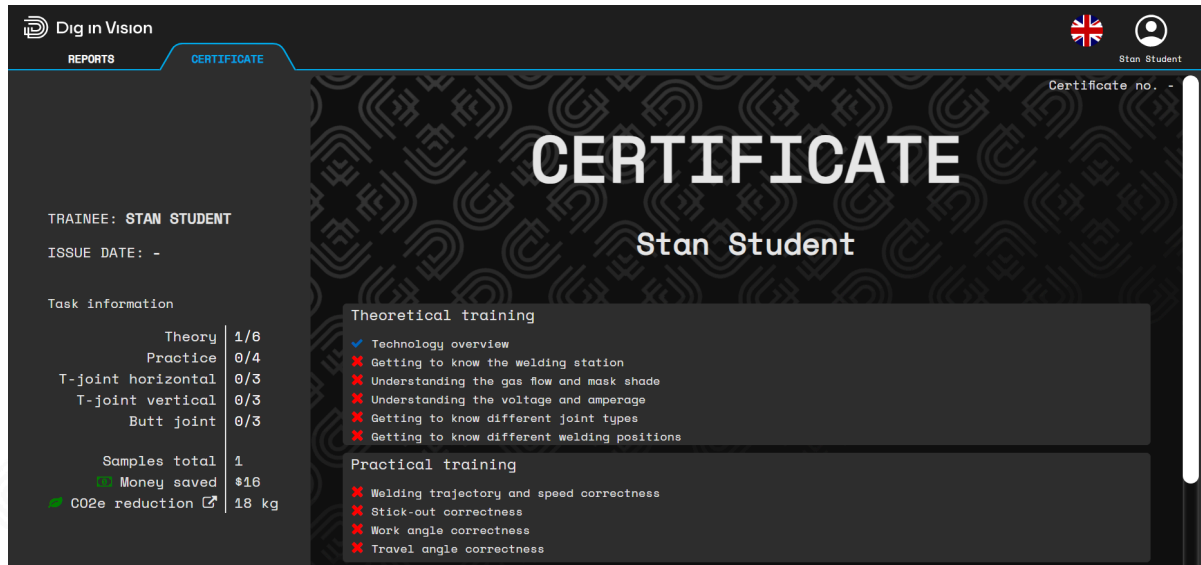 Dig in Vision
REPORTS
CERTIFICATE
Stan Student
Certificate no. -
TRAINEE: STAN STUDENT
ISSUE DATE: -
Task information
Theory 1/6
Practice 0/4
T-joint horizontal 0/3
T-joint vertical 0/3
Butt joint 0/3
Samples total 1
Money saved $16
CO2e reduction 18 kg
CERTIFICATE
Stan Student
Theoretical training
Technology overview
Getting to know the welding station
Understanding the gas flow and mask shade
Understanding the voltage and amperage
Getting to know different joint types
Getting to know different welding positions
Practical training
Welding trajectory and speed correctness
Stick-out correctness
Work angle correctness
Travel angle correctness